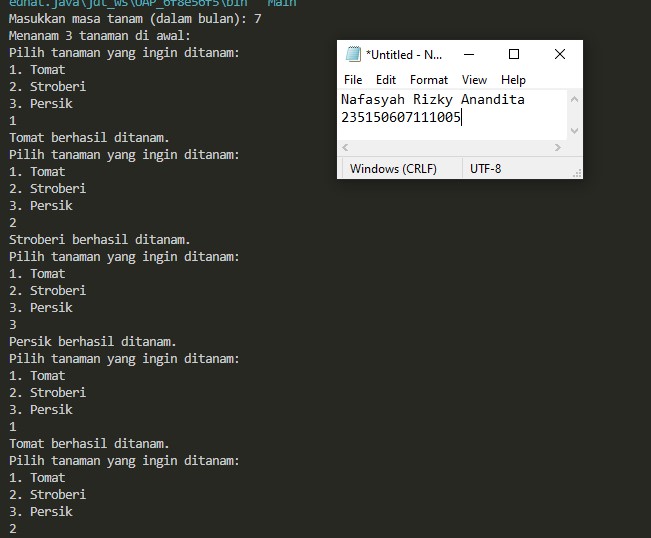 edhat.java\jdt_ws\UAP_6f8e56f5\bin' 'Main'
Masukkan masa tanam (dalam bulan): 7
Menanam 3 tanaman di awal:
Pilih tanaman yang ingin ditanam:
1. Tomat
2. Stroberi
3. Persik
1
Tomat berhasil ditanam.
Pilih tanaman yang ingin ditanam:
1. Tomat
2. Stroberi
3. Persik
2
Stroberi berhasil ditanam.
Pilih tanaman yang ingin ditanam:
1. Tomat
2. Stroberi
3. Persik
3
Persik berhasil ditanam.
Pilih tanaman yang ingin ditanam:
1. Tomat
2. Stroberi
3. Persik
1
Tomat berhasil ditanam.
Pilih tanaman yang ingin ditanam:
1. Tomat
2. Stroberi
3. Persik
2
*Untitled - N...
File Edit Format View Help
Nafasyah Rizky Anandita
235150607111005
Windows (CRLF) UTF-8